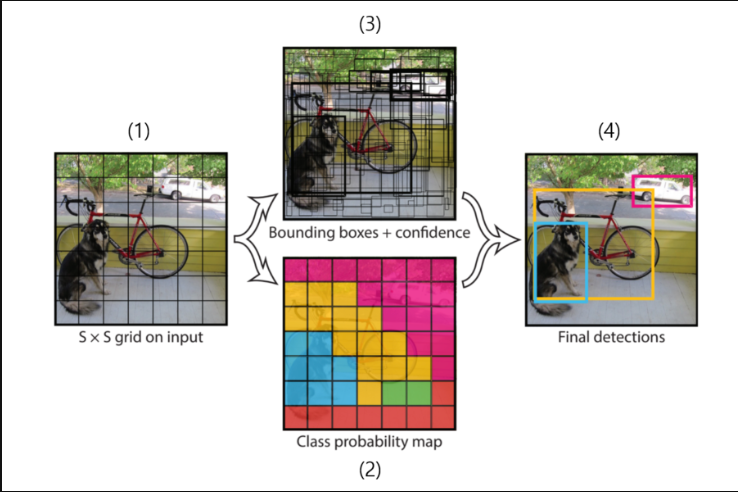 (3)
(1)
(4)
Bounding boxes + confidence
S × S grid on input
Final detections
Class probability map
(2)